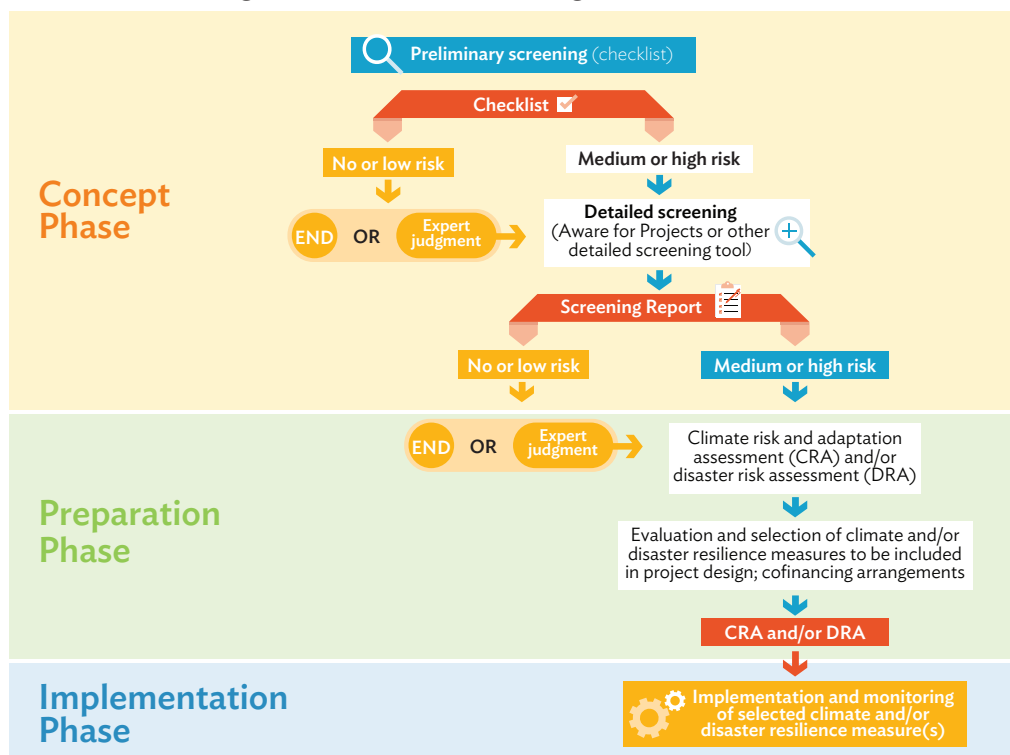 Preliminary screening (checklist)
Checklist
No or low risk
Medium or high risk
Concept
Phase
END OR Expert
judgment
Detailed screening
(Aware for Projects or other
detailed screening tool)
Screening Report
No or low risk
Medium or high risk
Preparation
Phase
END OR Expert
judgment
Climate risk and adaptation
assessment (CRA) and/or
disaster risk assessment (DRA)
Evaluation and selection of climate and/or
disaster resilience measures to be included
in project design; cofinancing arrangements
CRA and/or DRA
Implementation
Phase
Implementation and monitoring
of selected climate and/or
disaster resilience measure(s)